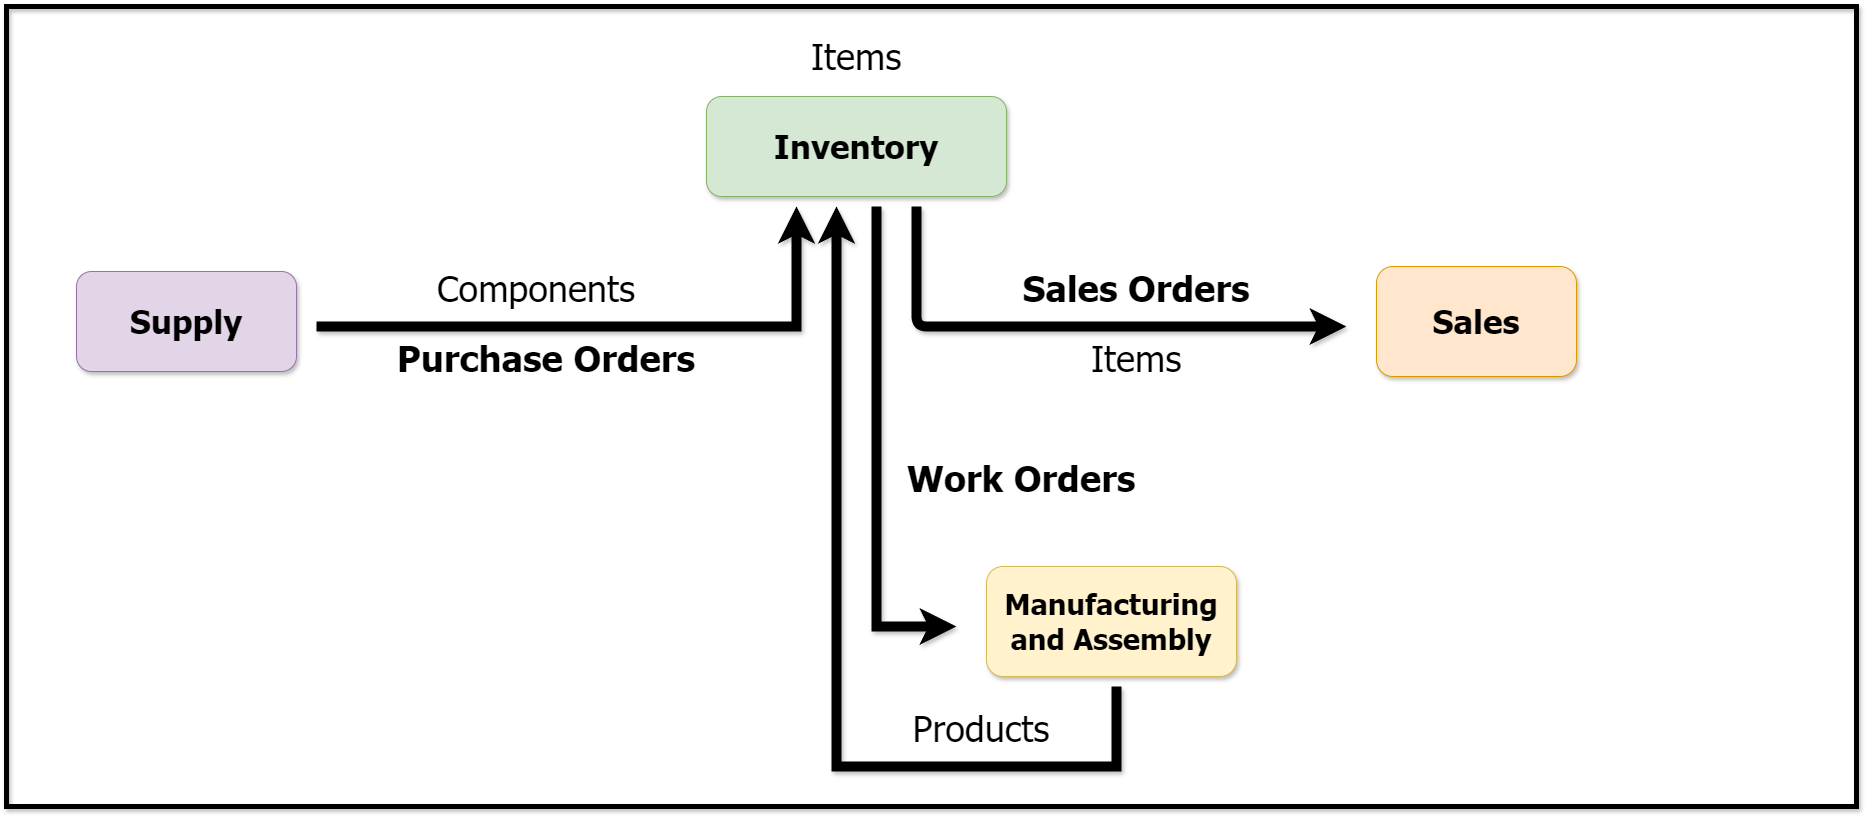 Items
Inventory
Components
Sales Orders
Supply
Sales
Purchase Orders
Items
Work Orders
Manufacturing
and Assembly
Products